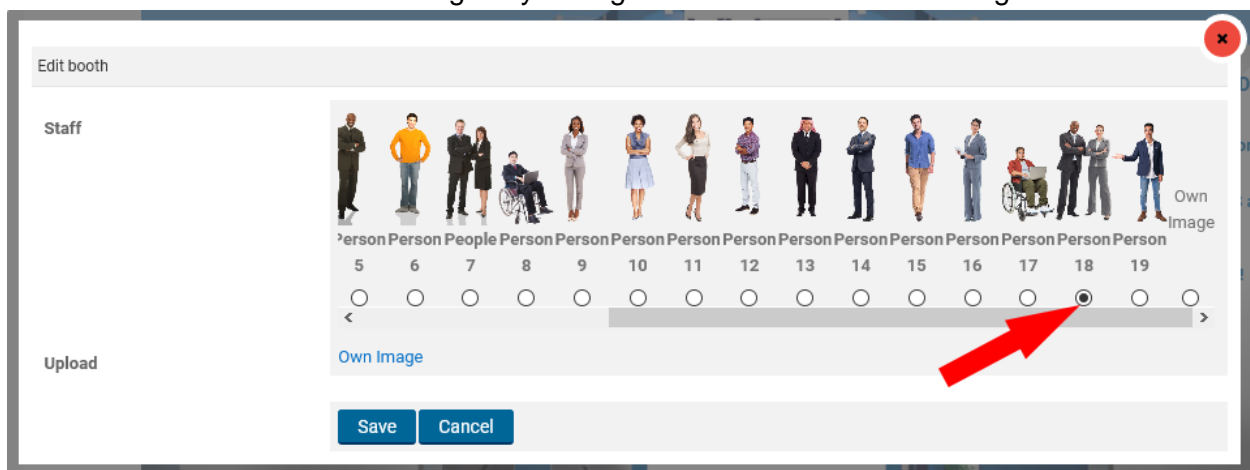 Edit booth
Staff
Own
Image
Person Person People Person Person Person Person Person Person Person Person Person Person Person Person
5 6 7 8 9 10 11 12 13 14 15 16 17 18 19
Upload
Own Image
Save Cancel